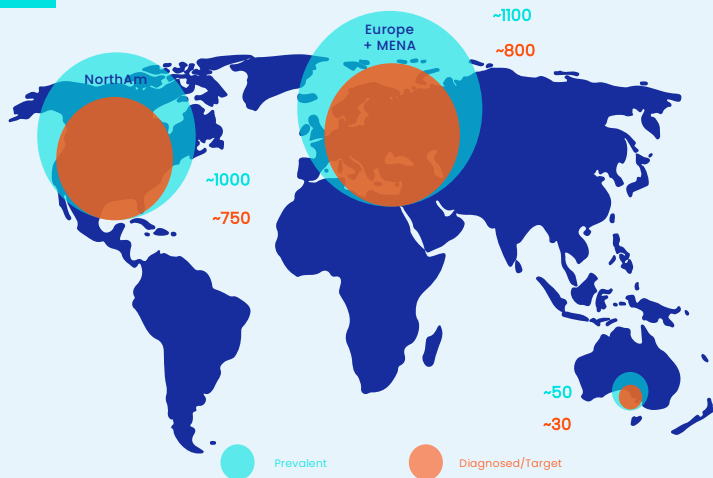 ~1100
Europe
+ MENA
~800
NorthAm
~1000
~750
~50
~30
Prevalent
Diagnosed/Target